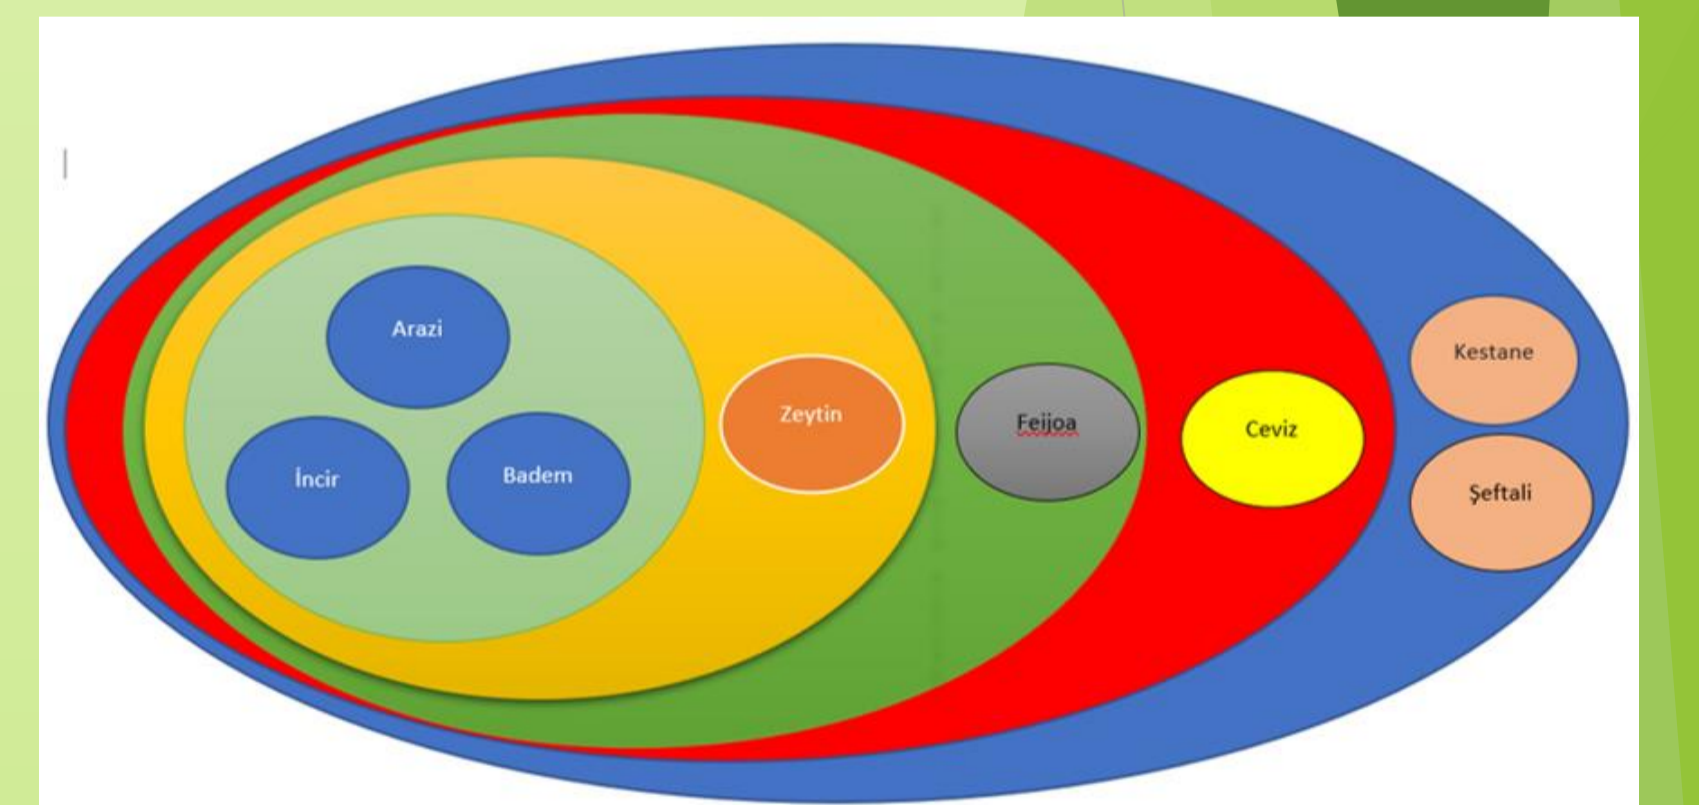 Arazi
İncir
Badem
Zeytin
Feijoa
Ceviz
Kestane
Şeftali